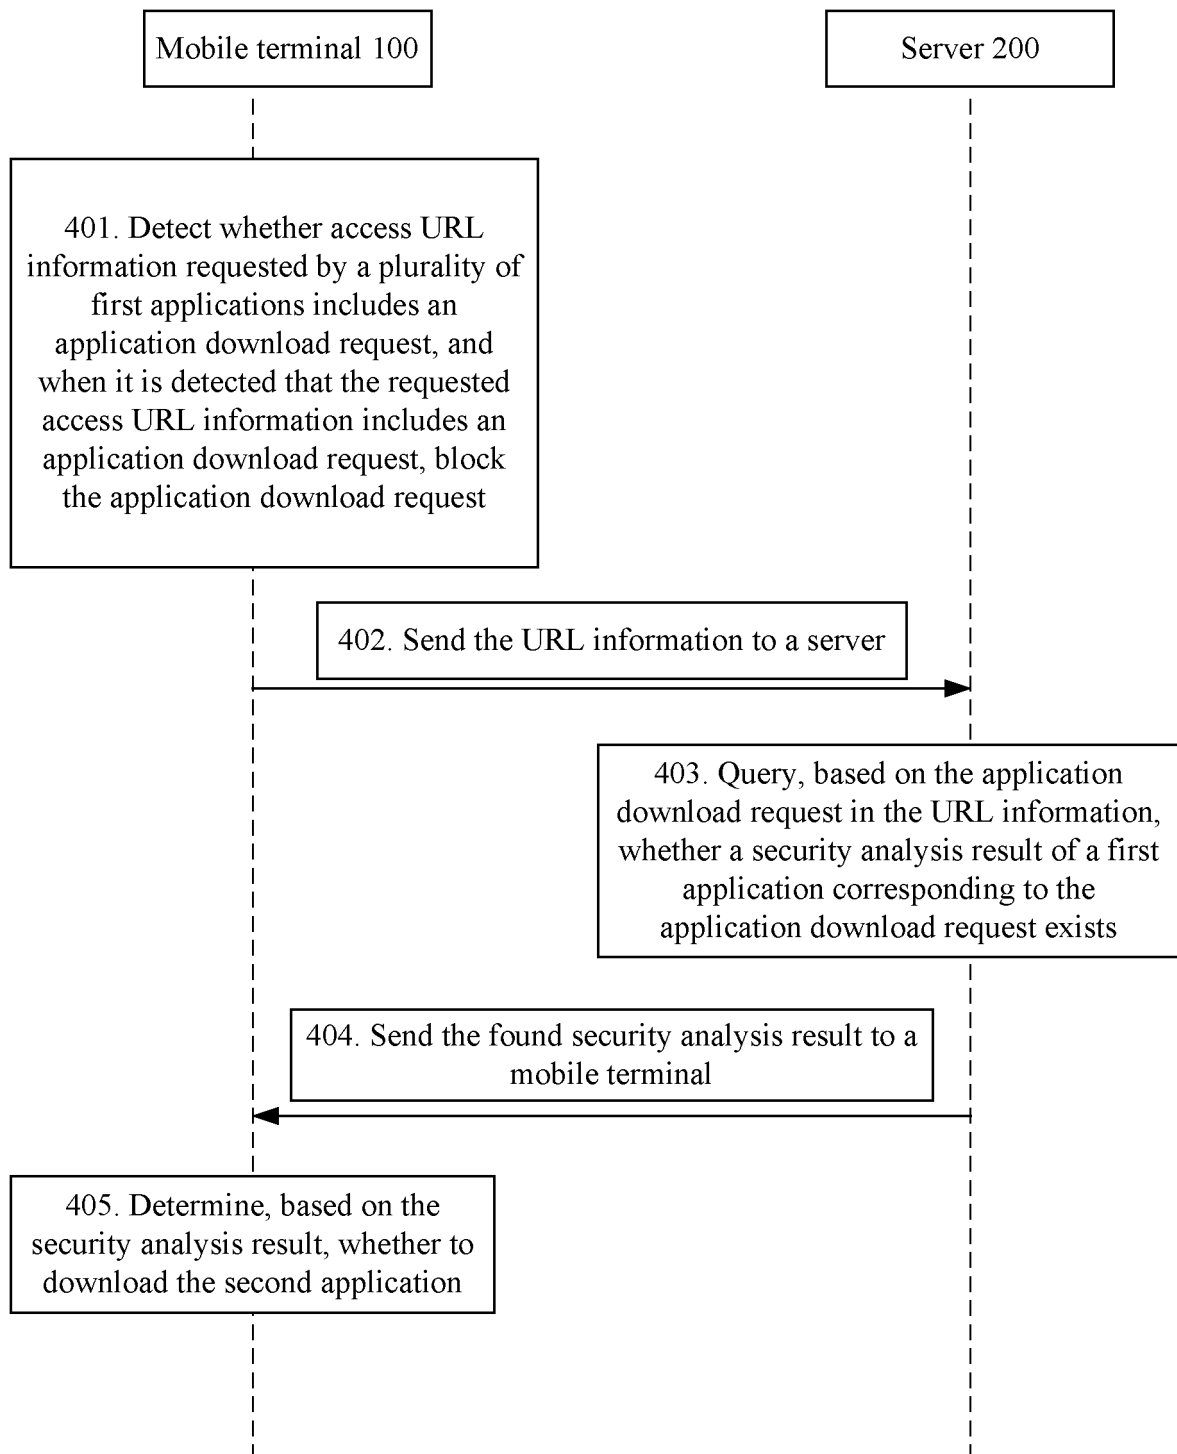 Mobile terminal 100
Server 200
401. Detect whether access URL
information requested by a plurality of
first applications includes an
application download request, and
when it is detected that the requested
access URL information includes an
application download request, block
the application download request
402. Send the URL information to a server
403. Query, based on the application
download request in the URL information,
whether a security analysis result of a first
application corresponding to the
application download request exists
404. Send the found security analysis result to a
mobile terminal
405. Determine, based on the
security analysis result, whether to
download the second application